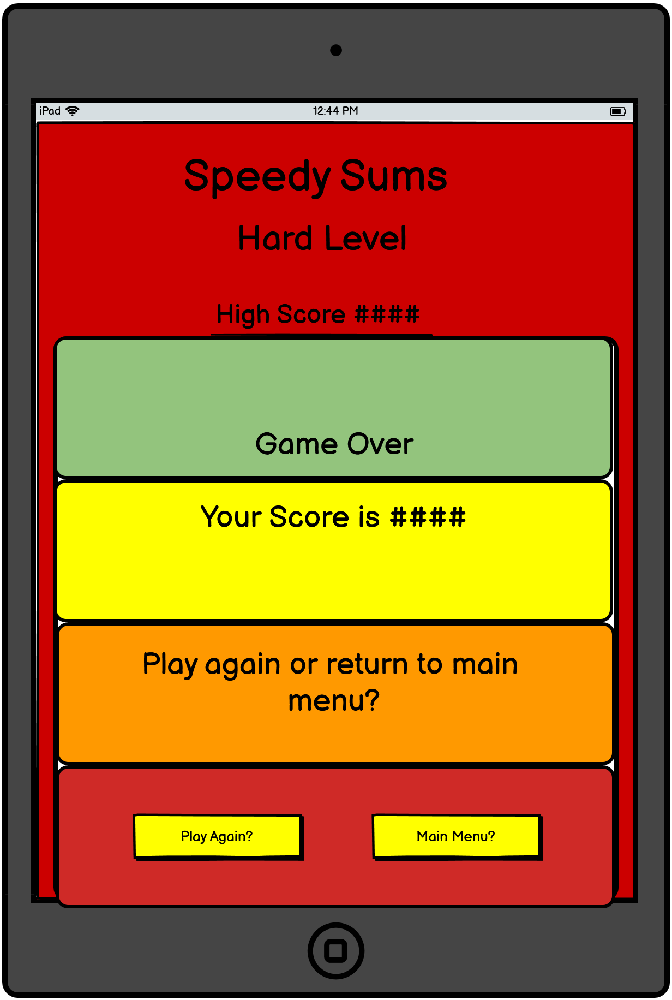 iPad
12:44 PM
Speedy Sums
Hard Level
High Score ####
Game Over
Your Score is ####
Play again or return to main
menu?
Play Again?
Main Menu?